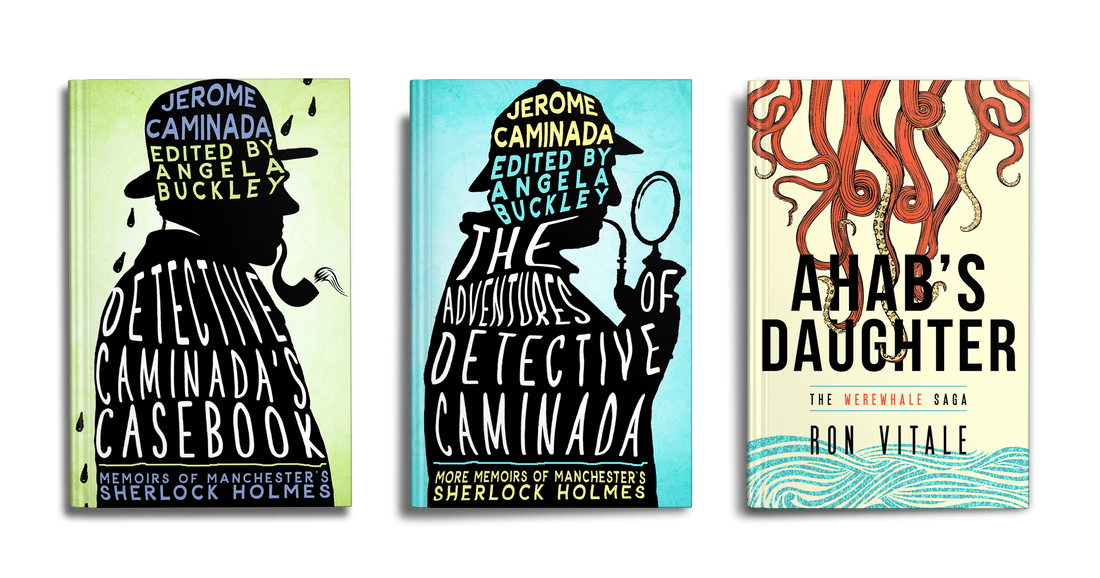 JEROME
CAMINADA
EDITED BY
ANGELA
BUCKLEY
DETECTIVE
CAMINADA'S
CASEBOOK
MEMOIRS OF MANCHESTER'S
SHERLOCK HOLMES
JEROME
CAMINADA
EDITED BY
ANGELA
BUCKLEY
THE
ADVENTURES OF
DETECTIVE
CAMINADA
MORE MEMOIRS OF MANCHESTER'S
SHERLOCK HOLMES
AHAB'S
DAUGHTER
THE WEREWHALE SAGA
RON VITALE